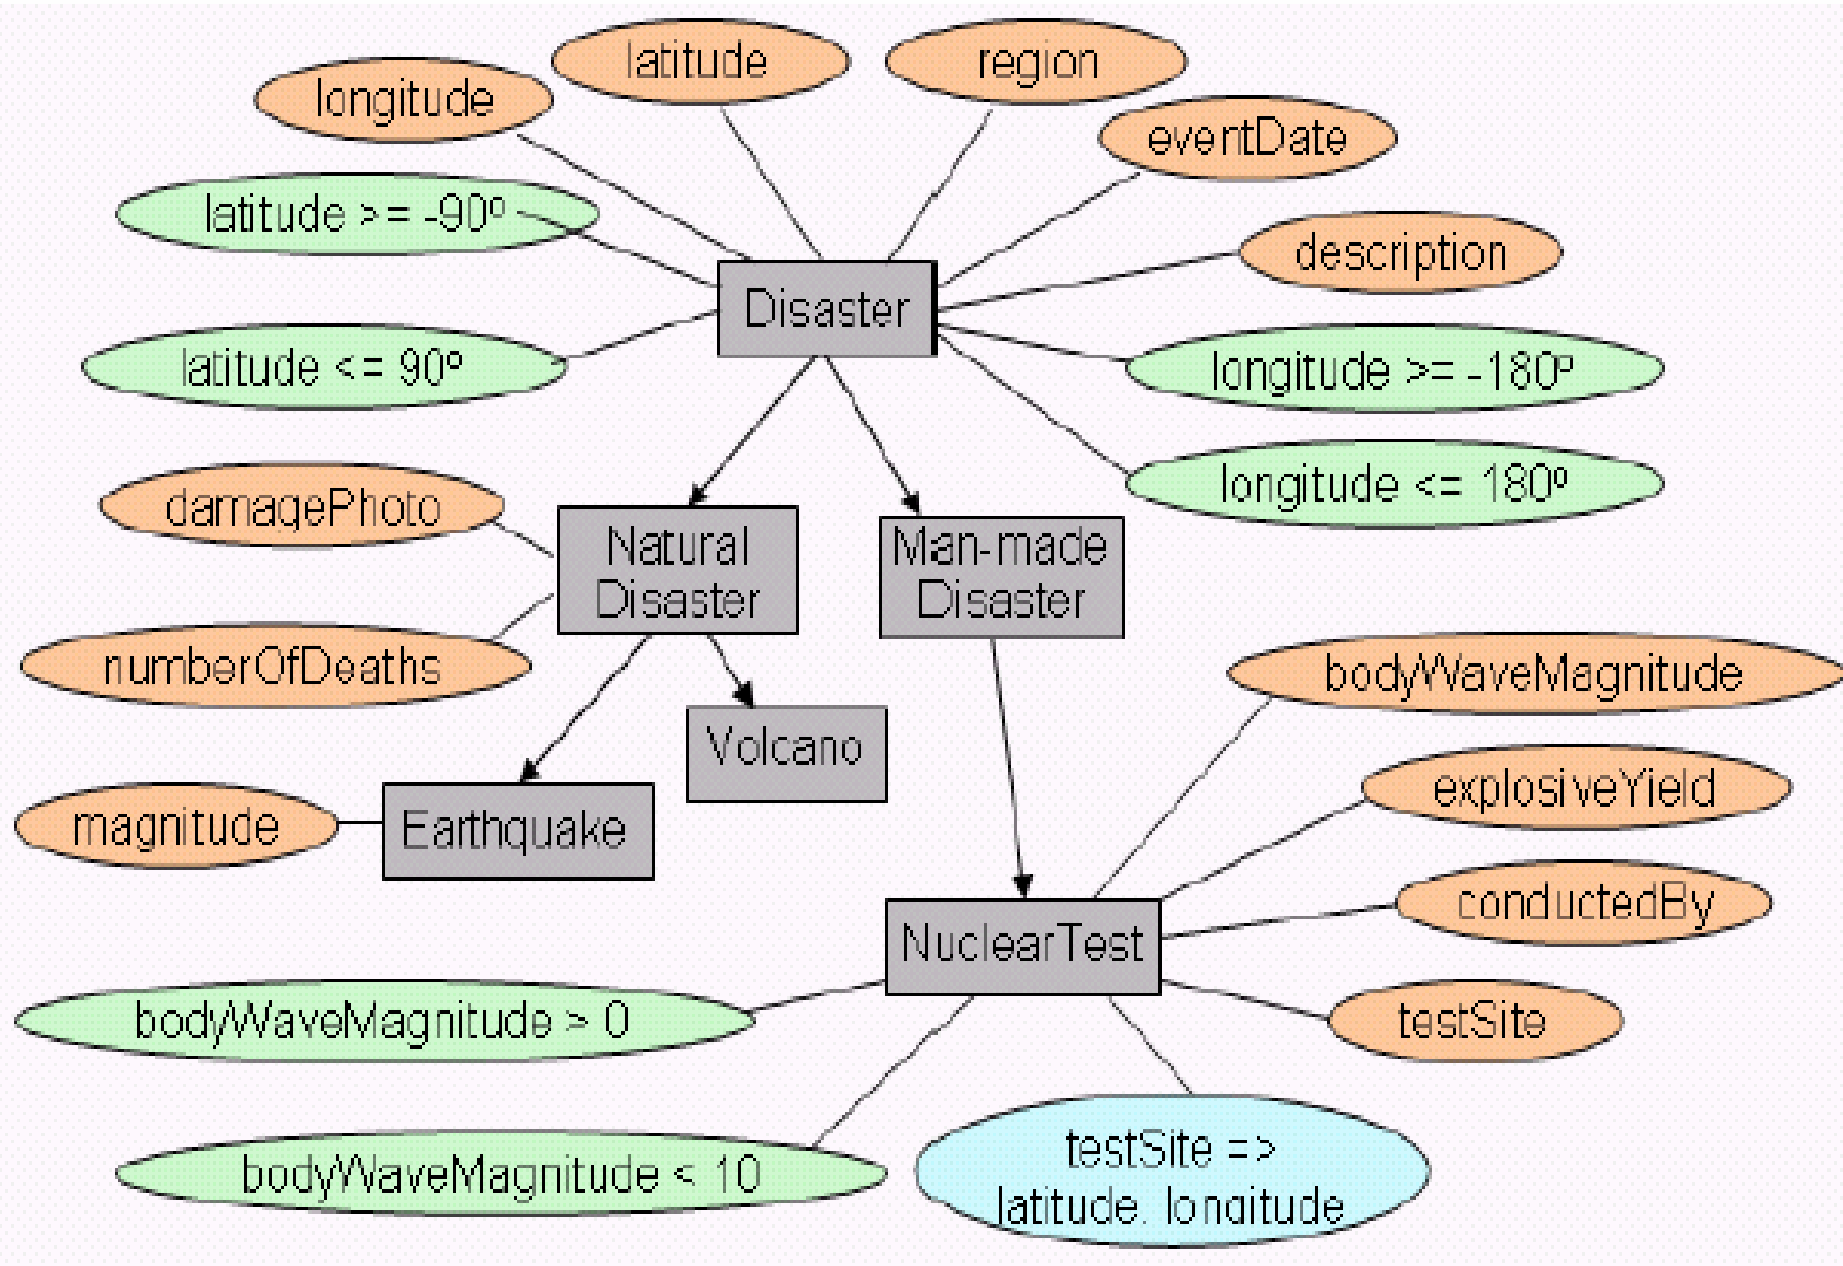 latitude
region
longitude
eventDate
latitude >= -90º
description
Disaster
latitude <= 90º
longitude >= -180º
longitude <= 180º
damagePhoto
Natural
Disaster
Man-made
Disaster
numberOfDeaths
bodyWaveMagnitude
Volcano
explosiveYield
magnitude
Earthquake
conductedBy
NuclearTest
bodyWaveMagnitude > 0
testSite
bodyWaveMagnitude < 10
testSite =>
latitude, longitude